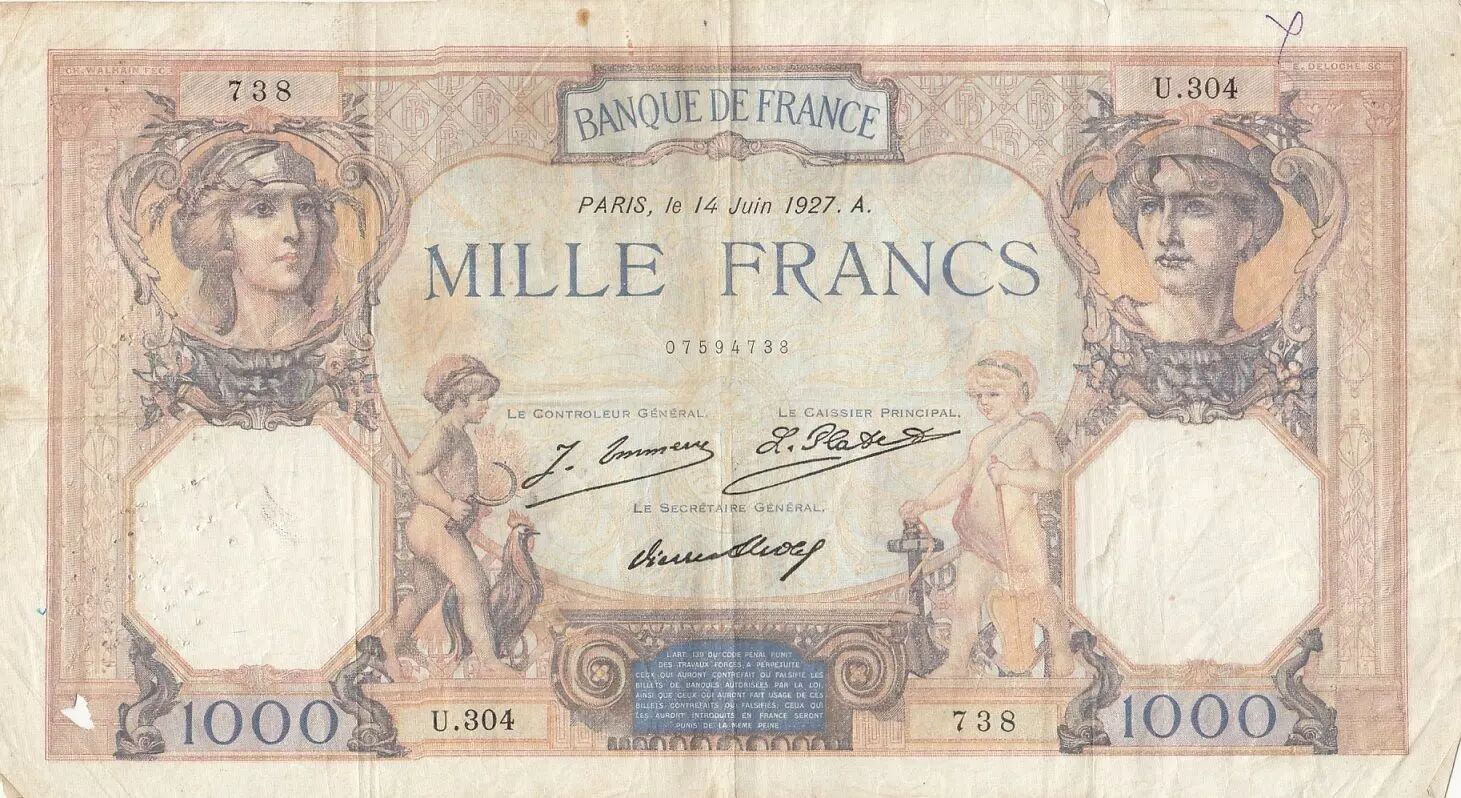 CH. WALHAIN FEC.
E. DELOCHE SC
738
U.304
BANQUE DE FRANCE
PARIS, le 14 Juin 1927. A.
MILLE FRANCS
07594738
LE CONTROLEUR GÉNÉRAL.
LE CAISSIER PRINCIPAL.
L. Platet
LE SECRÉTAIRE GÉNÉRAL.
L'ART. 139 DU CODE PÉNAL PUNIT
DES TRAVAUX FORCÉS A PERPÉTUITÉ
CEUX QUI AURONT CONTREFAIT OU FALSIFIÉ LES
BILLETS DE BANQUES AUTORISÉES PAR LA LOI,
AINSI QUE CEUX QUI AURONT FAIT USAGE DE CES
BILLETS CONTREFAITS OU FALSIFIÉS. CEUX QUI
LES AURONT INTRODUITS EN FRANCE SERONT
PUNIS DE LA MÊME PEINE.
1000
U.304
738
1000